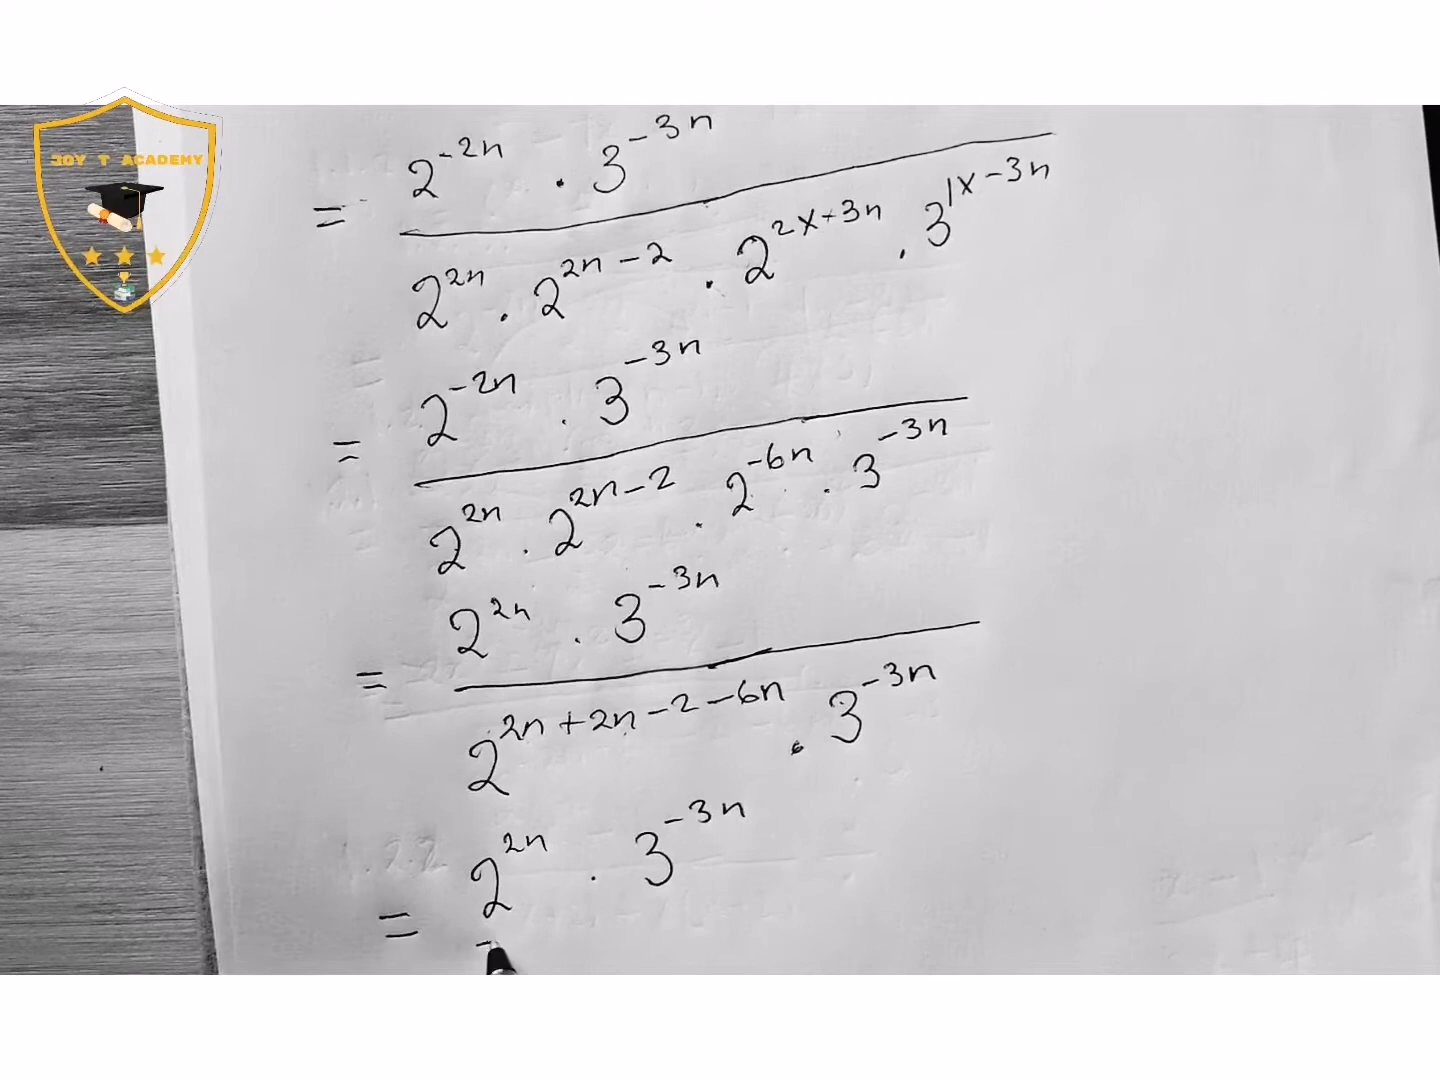 JOY T ACADEMY
= 2^{-2n} . 3^{-3n}
2^{2n} . 2^{2n-2} . 2^{2x-3n} . 3^{1x-3n}
= 2^{-2n} . 3^{-3n}
2^{2n} . 2^{2n-2} . 2^{-6n} . 3^{-3n}
= 2^{2n} . 3^{-3n}
2^{2n+2n-2-6n} . 3^{-3n}
= 2^{2n} . 3^{-3n}